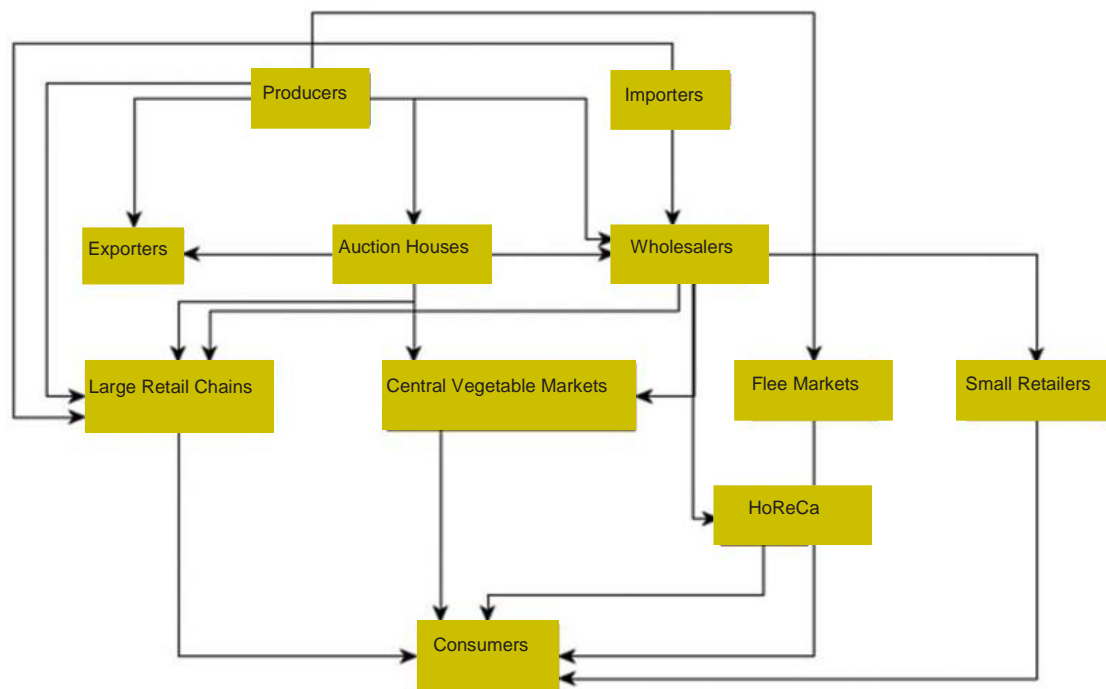 Producers
Importers
Exporters
Auction Houses
Wholesalers
Large Retail Chains
Central Vegetable Markets
Flee Markets
Small Retailers
HoReCa
Consumers